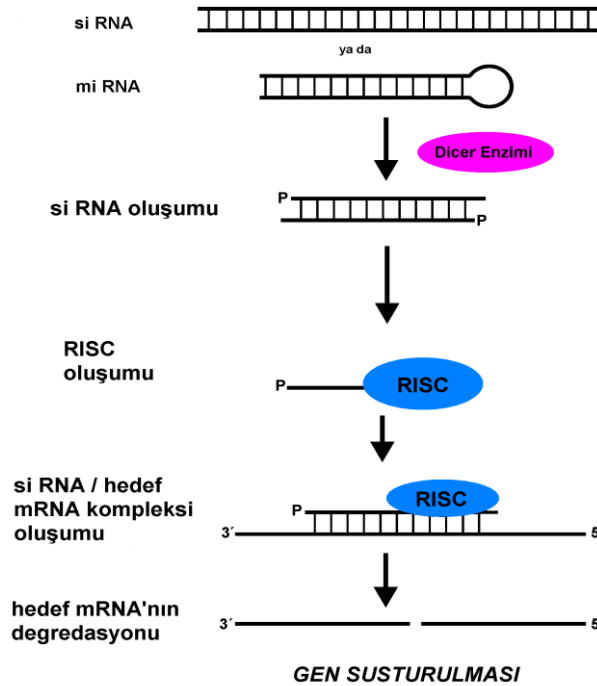 si RNA
ya da
mi RNA
Dicer Enzimi
P
si RNA oluşumu
P
RISC
oluşumu
P
RISC
si RNA / hedef
mRNA kompleksi
oluşumu
RISC
P
3´
5´
hedef mRNA'nın
degredasyonu
3´
5´
GEN SUSTURULMASI